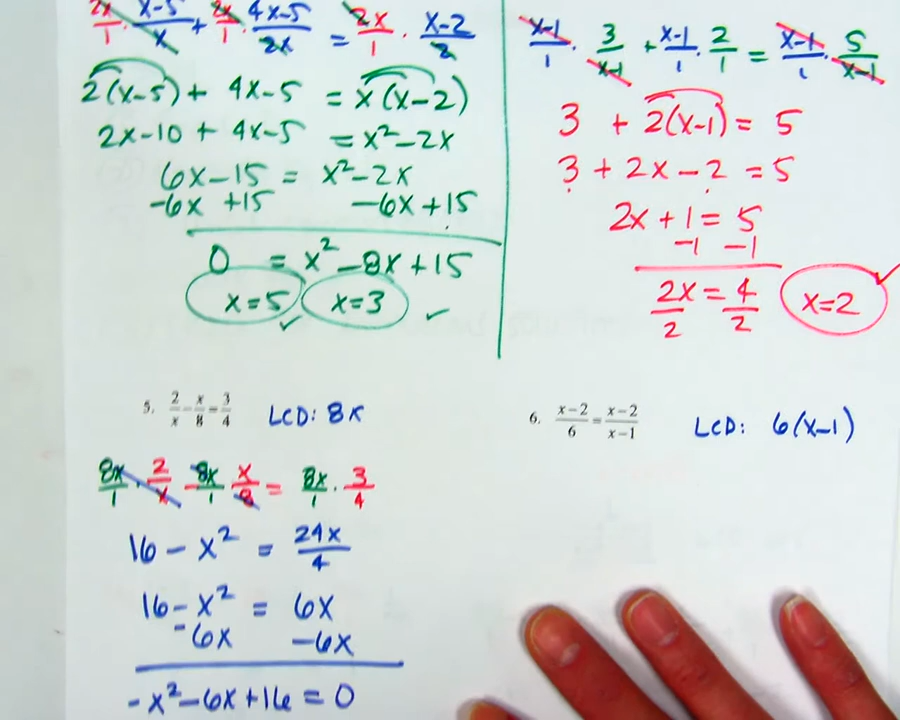 2x/1 · x-5/x + 2x/1 · 4x-5/2x = 2x/1 · x-2/2
2(x-5) + 4x-5 = x(x-2)
2x-10 + 4x-5 = x²-2x
6x-15 = x²-2x
-6x +15 -6x+15
0 = x²-8x+15
x=5 x=3 ✓ ✓
x-1/1 · 3/x-1 + x-1/1 · 2/1 = x-1/1 · 5/x-1
3 + 2(x-1) = 5
3 + 2x - 2 = 5
2x + 1 = 5
-1 -1
2x/2 = 4/2 x=2 ✓
5. 2/x - x/8 = 3/4 LCD: 8x
8x/1 · 2/x - 8x/1 · x/8 = 8x/1 · 3/4
16 - x² = 24x/4
16 - x² = 6x
-6x -6x
-x²-6x+16 = 0
6. x-2/6 = x-2/x-1 LCD: 6(x-1)